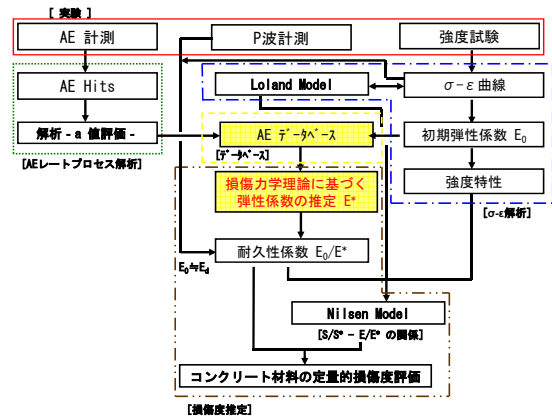 [ 実験 ]
AE 計測
P波計測
強度試験
AE Hits
Loland Model
σ-ε 曲線
解析 - a 値評価 -
AE データベース
初期弾性係数 E₀
[AEレートプロセス解析]
[データベース]
損傷力学理論に基づく
弾性係数の推定 E*
強度特性
[σ-ε解析]
耐久性係数 E₀/E*
E₀≒Ed
Nilsen Model
[S/S* - E/E* の関係]
コンクリート材料の定量的損傷度評価
[損傷度推定]